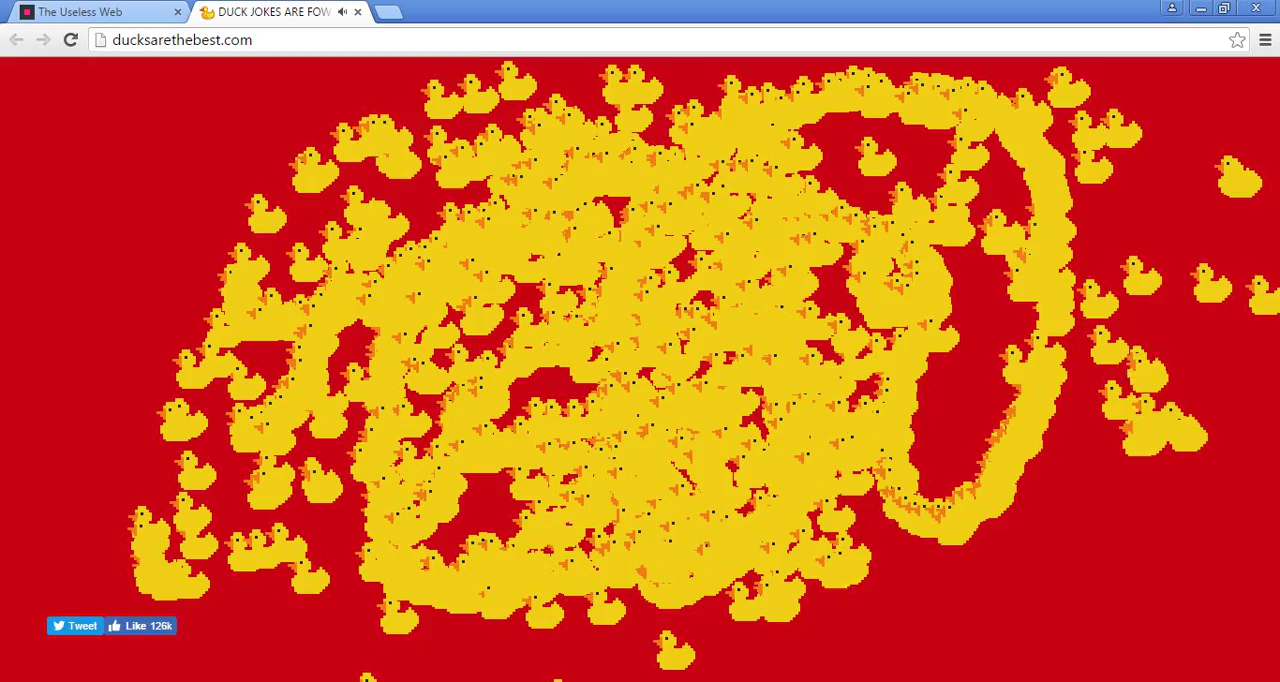 The Useless Web
DUCK JOKES ARE FOW
ducksarethebest.com
Tweet
Like 126k